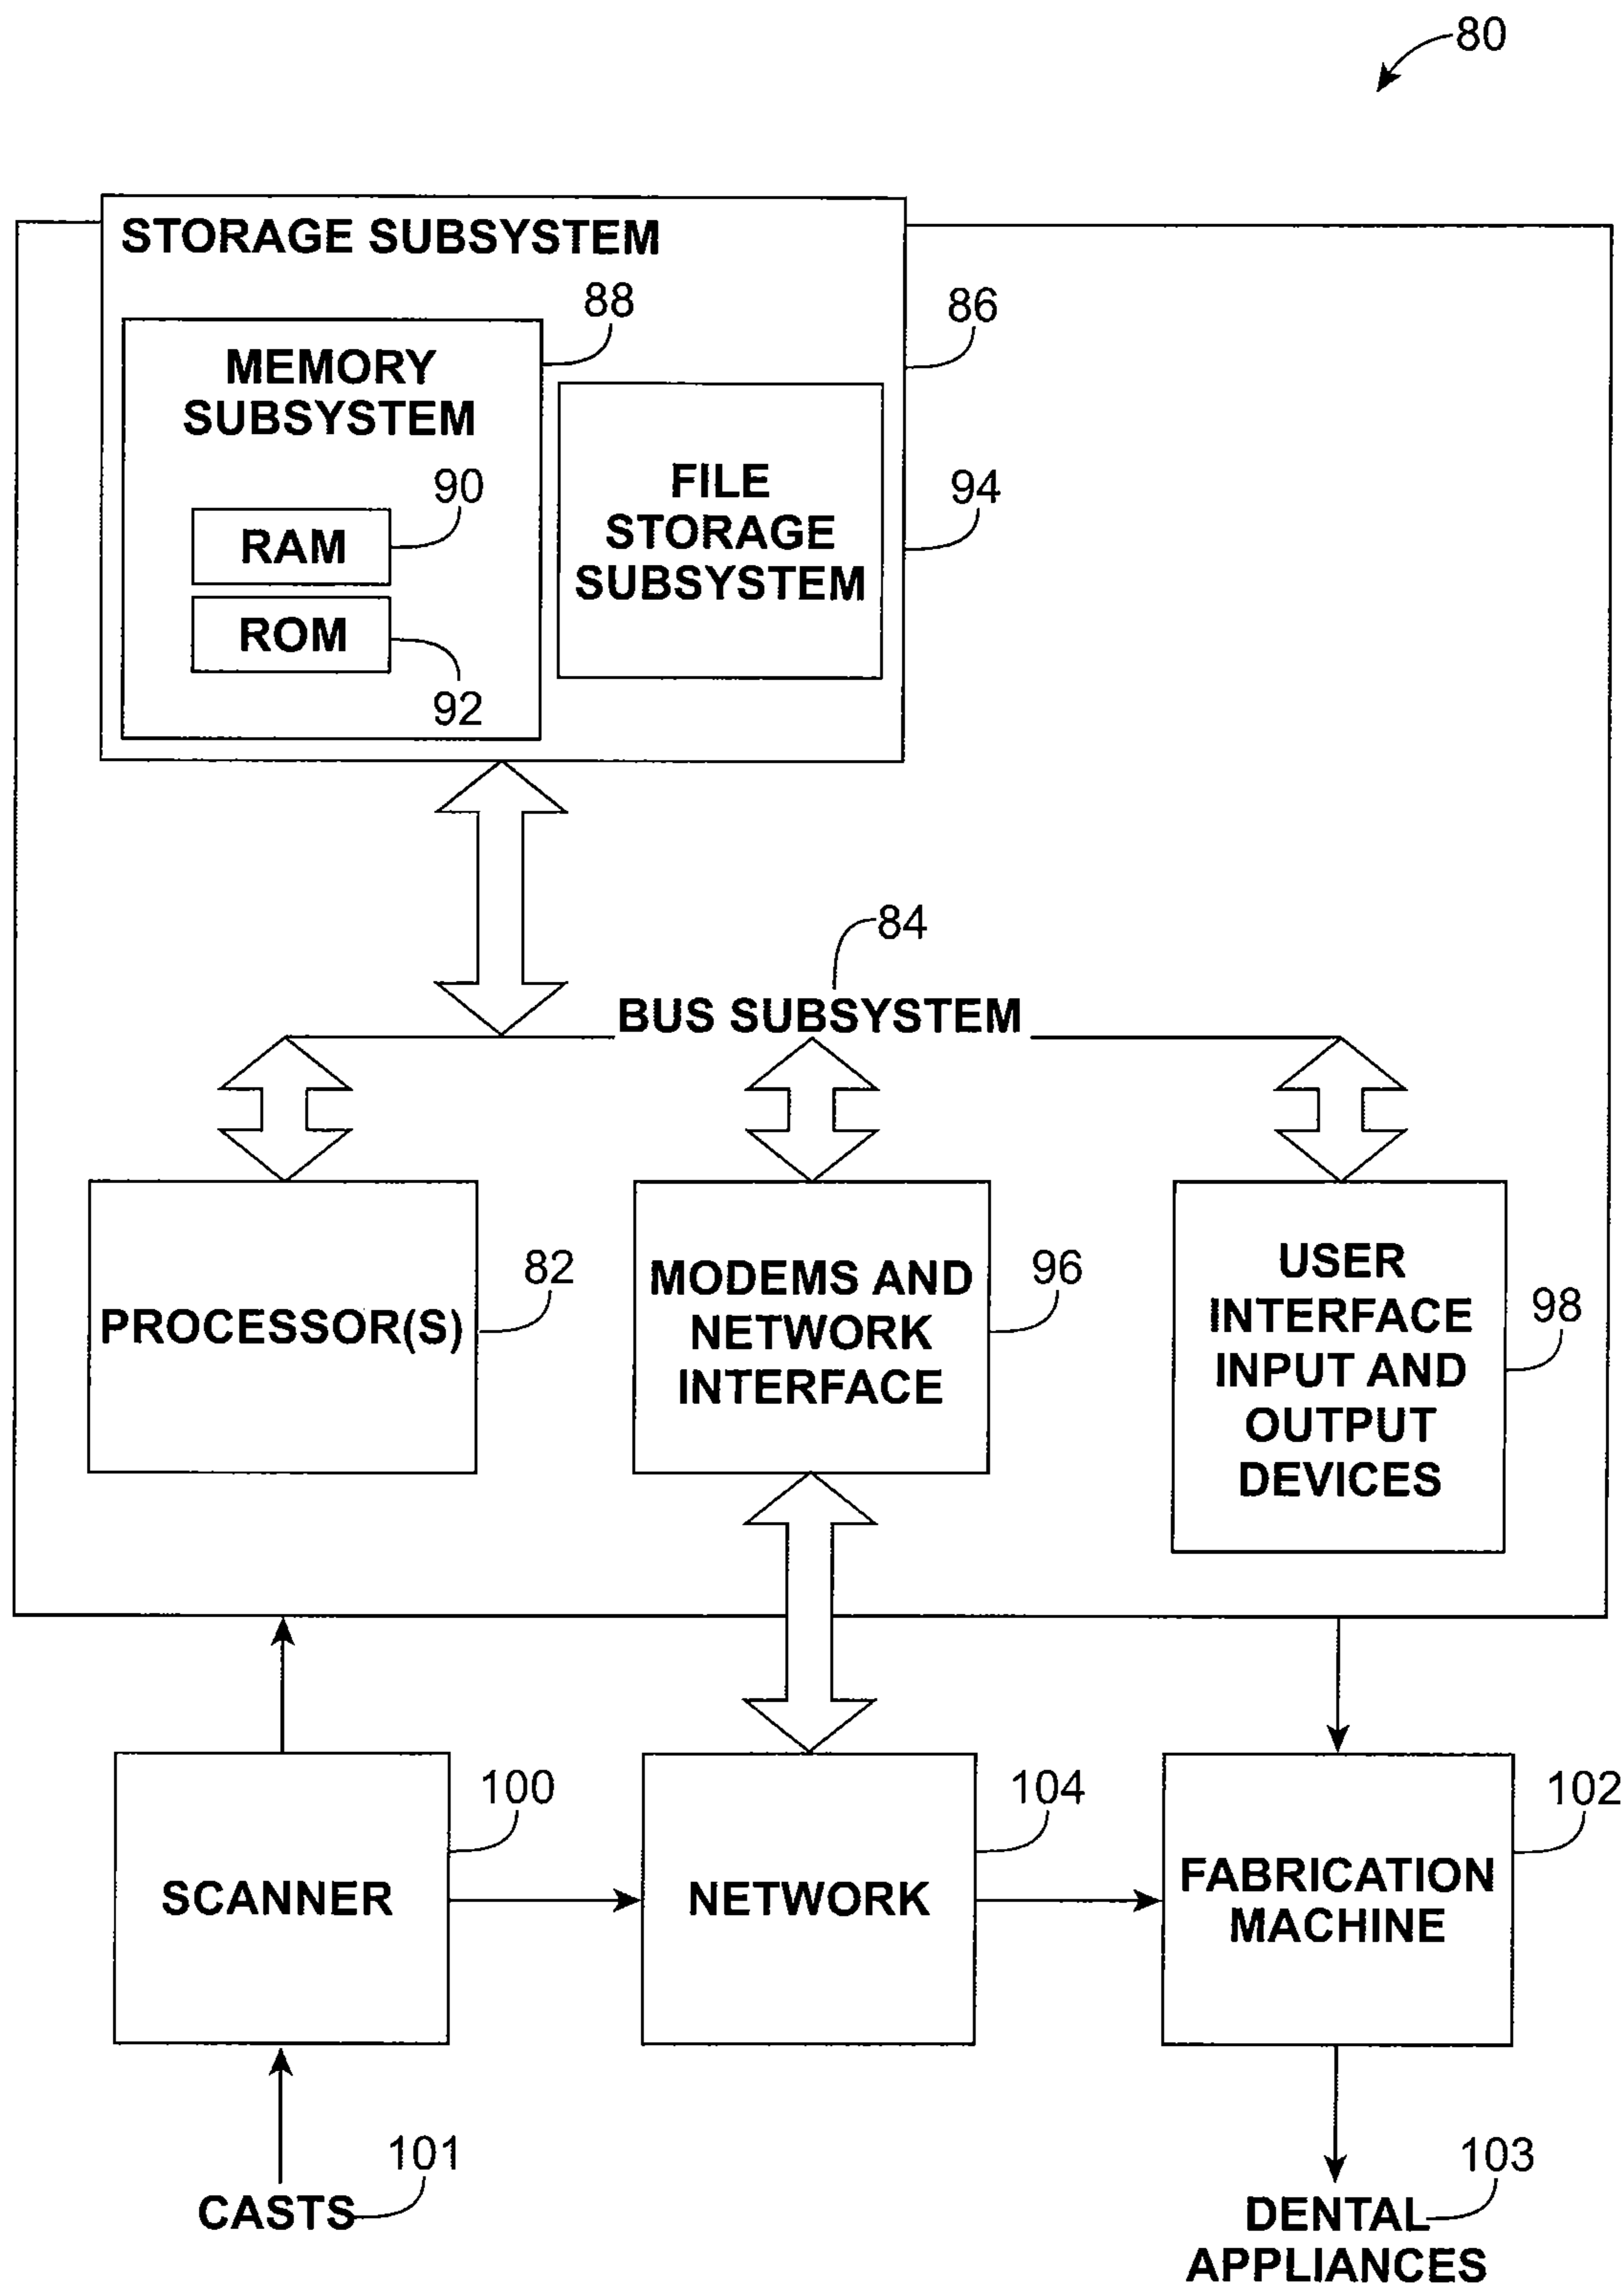 80
STORAGE SUBSYSTEM
88
86
MEMORY
SUBSYSTEM
90
RAM
ROM
92
FILE
STORAGE
SUBSYSTEM
94
84
BUS SUBSYSTEM
PROCESSOR(S)
82
MODEMS AND
NETWORK
INTERFACE
96
USER
INTERFACE
INPUT AND
OUTPUT
DEVICES
98
SCANNER
100
NETWORK
104
FABRICATION
MACHINE
102
CASTS
101
DENTAL
APPLIANCES
103